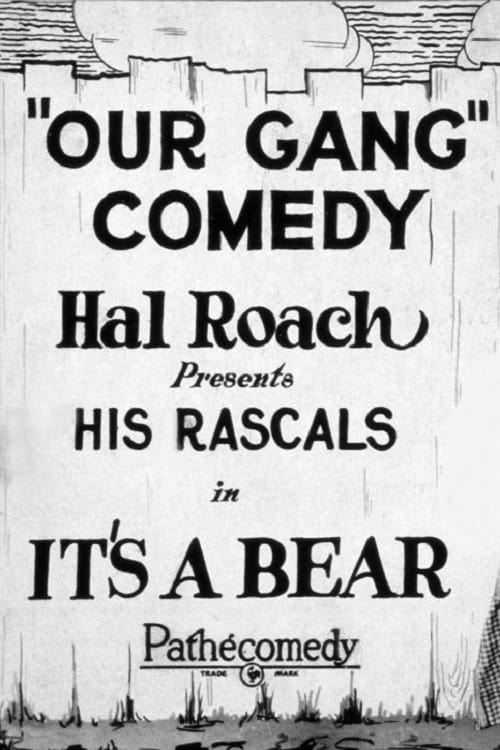 "OUR GANG"
COMEDY
Hal Roach
Presents
HIS RASCALS
in
IT'S A BEAR
Pathécomedy
TRADE MARK